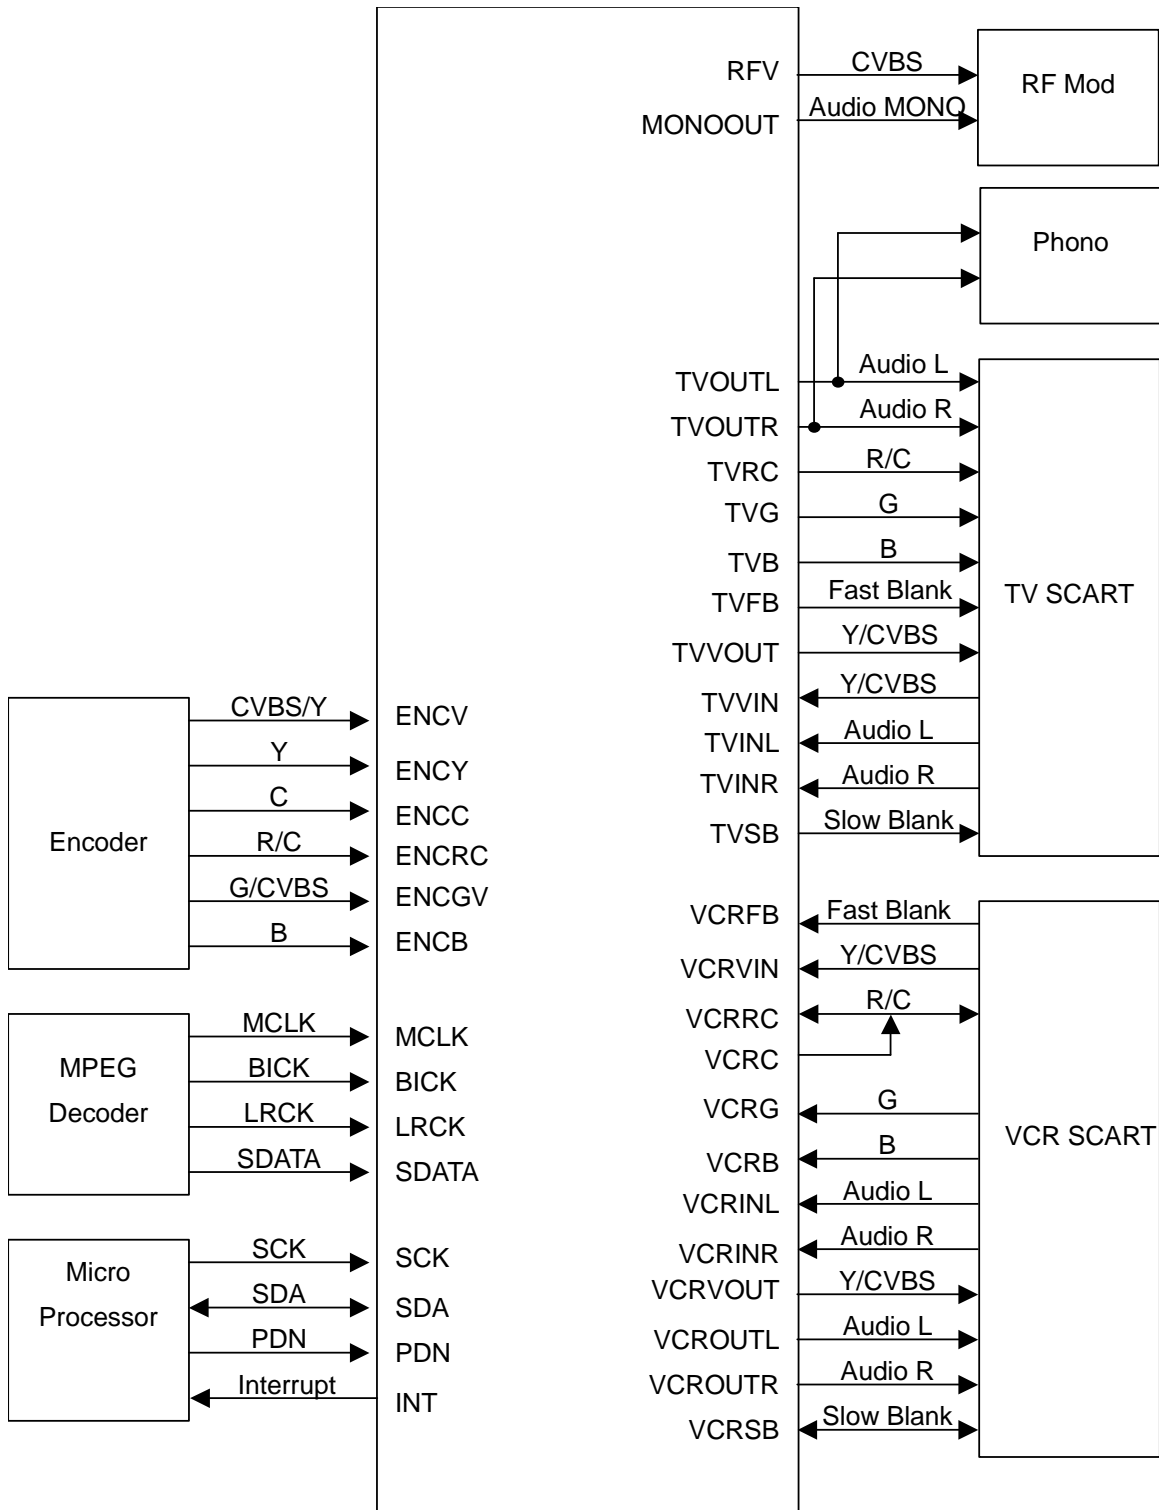 RFV
CVBS
RF Mod
MONOOUT
Audio MONO
Phono
TVOUTL
Audio L
TVOUTR
Audio R
TVRC
R/C
TVG
G
TVB
B
TVFB
Fast Blank
TVVOUT
Y/CVBS
TVVIN
Y/CVBS
TVINL
Audio L
TVINR
Audio R
TVSB
Slow Blank
TV SCART
Encoder
CVBS/Y
ENCV
Y
ENCY
C
ENCC
R/C
ENCRC
G/CVBS
ENCGV
B
ENCB
MPEG
Decoder
MCLK
MCLK
BICK
BICK
LRCK
LRCK
SDATA
SDATA
Micro
Processor
SCK
SCK
SDA
SDA
PDN
PDN
Interrupt
INT
VCRFB
Fast Blank
VCRVIN
Y/CVBS
VCRRC
R/C
VCRC
VCRG
G
VCRB
B
VCRINL
Audio L
VCRINR
Audio R
VCRVOUT
Y/CVBS
VCROUTL
Audio L
VCROUTR
Audio R
VCRSB
Slow Blank
VCR SCART